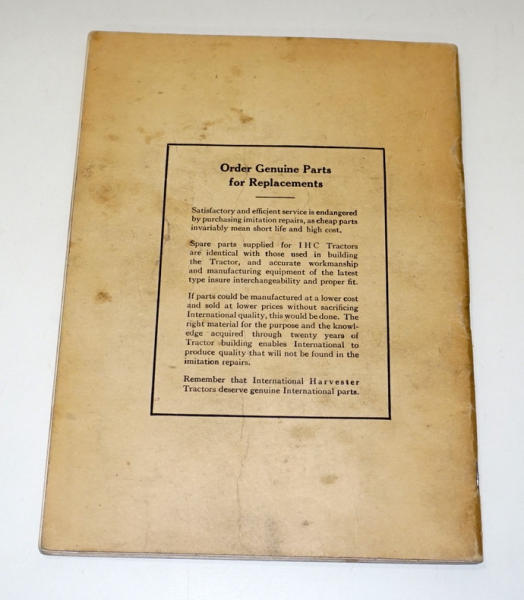 Order Genuine Parts
for Replacements
Satisfactory and efficient service is endangered
by purchasing imitation repairs, as cheap parts
invariably mean short life and high cost.
Spare parts supplied for IHC Tractors
are identical with those used in building
the Tractor, and accurate workmanship
and manufacturing equipment of the latest
type insure interchangeability and proper fit.
If parts could be manufactured at a lower cost
and sold at lower prices without sacrificing
International quality, this would be done. The
right material for the purpose and the knowl-
edge acquired through twenty years of
Tractor building enables International to
produce quality that will not be found in the
imitation repairs.
Remember that International Harvester
Tractors deserve genuine International parts.